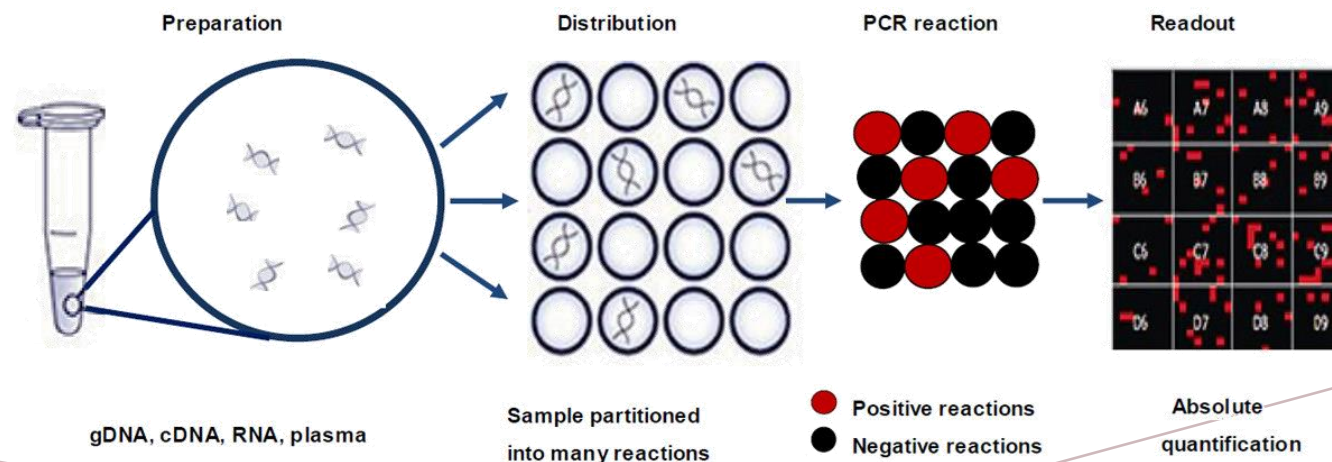 Preparation
Distribution
PCR reaction
Readout
A6 A7 A8 A9
B6 B7 B8 B9
C6 C7 C8 C9
D6 D7 D8 D9
gDNA, cDNA, RNA, plasma
Sample partitioned
into many reactions
Positive reactions
Negative reactions
Absolute
quantification